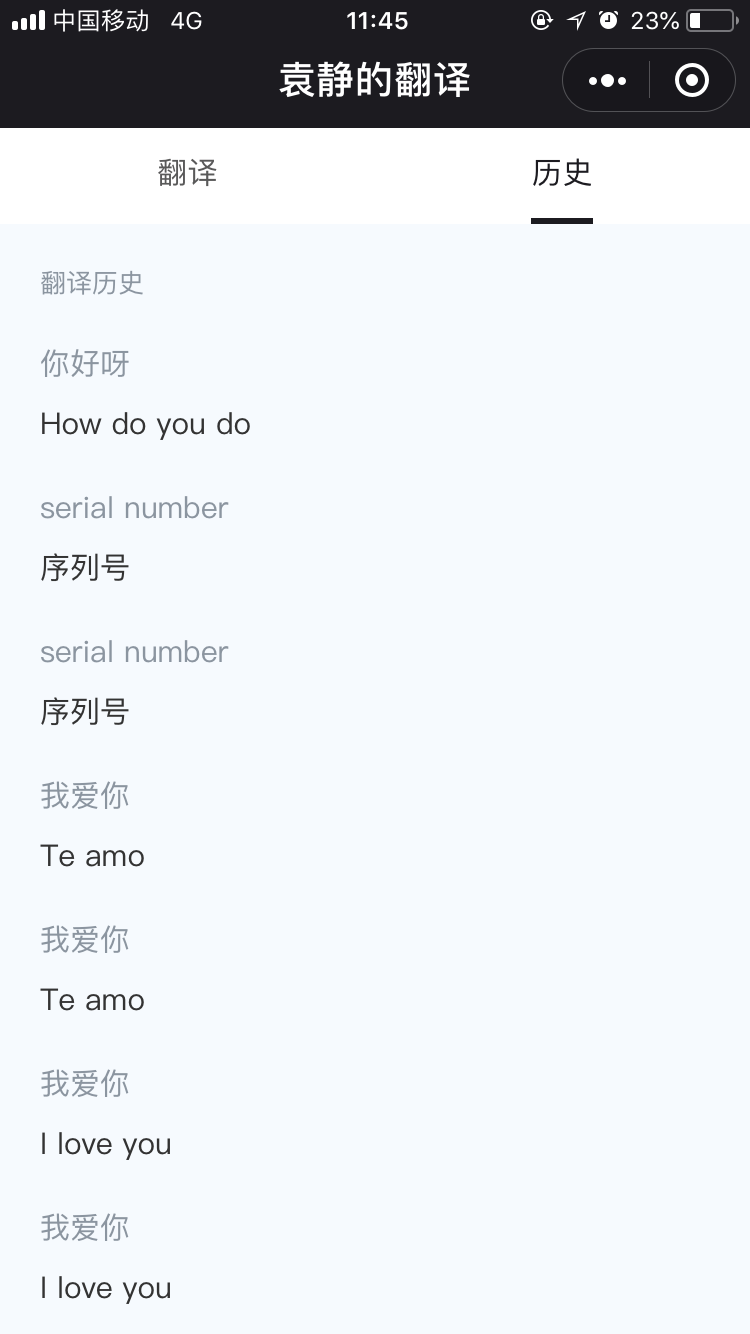 中国移动 4G 11:45 23%
袁静的翻译
翻译 历史
翻译历史
你好呀
How do you do
serial number
序列号
serial number
序列号
我爱你
Te amo
我爱你
Te amo
我爱你
I love you
我爱你
I love you